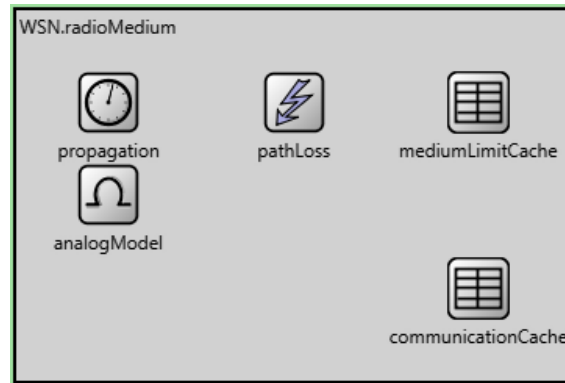 WSN.radioMedium
propagation
pathLoss
mediumLimitCache
analogModel
communicationCache